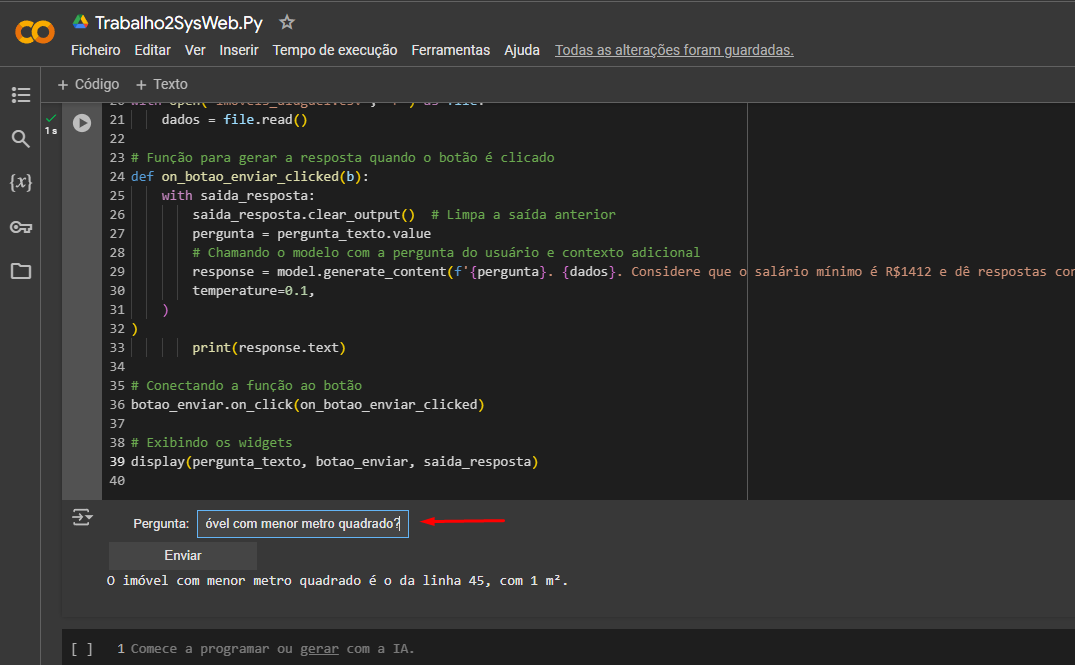 Trabalho2SysWeb.Py
Ficheiro Editar Ver Inserir Tempo de execução Ferramentas Ajuda Todas as alterações foram guardadas.
+ Código + Texto
1 s
21 dados = file.read()
22
23 # Função para gerar a resposta quando o botão é clicado
24 def on_botao_enviar_clicked(b):
25 with saida_resposta:
26 saida_resposta.clear_output() # Limpa a saída anterior
27 pergunta = pergunta_texto.value
28 # Chamando o modelo com a pergunta do usuário e contexto adicional
29 response = model.generate_content(f'{pergunta}. {dados}. Considere que o salário mínimo é R$1412 e dê respostas
30 temperature=0.1,
31 )
32 )
33 print(response.text)
34
35 # Conectando a função ao botão
36 botao_enviar.on_click(on_botao_enviar_clicked)
37
38 # Exibindo os widgets
39 display(pergunta_texto, botao_enviar, saida_resposta)
40
Pergunta: óvel com menor metro quadrado?
Enviar
O imóvel com menor metro quadrado é o da linha 45, com 1 m².
[ ] 1 Comece a programar ou gerar com a IA.